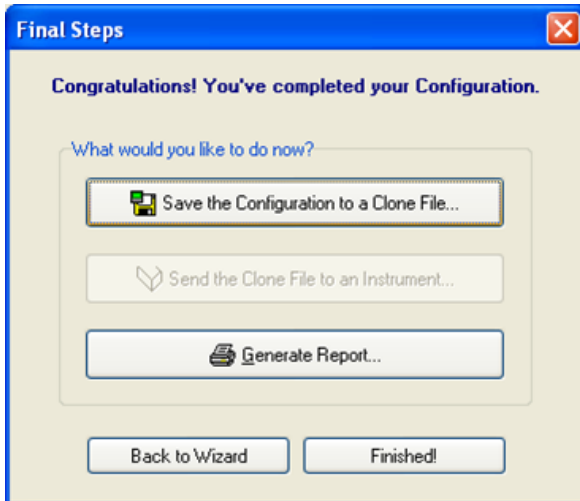 Final Steps
Congratulations! You've completed your Configuration.
What would you like to do now?
Save the Configuration to a Clone File...
Send the Clone File to an Instrument...
Generate Report...
Back to Wizard
Finished!